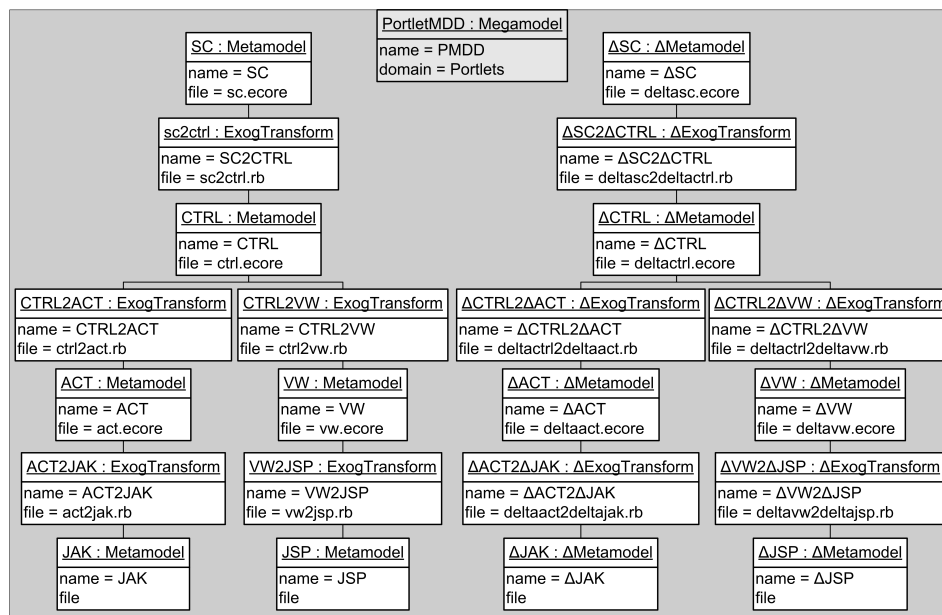 PortletMDD : Megamodel
name = PMDD
domain = Portlets
SC : Metamodel
name = SC
file = sc.ecore
ΔSC : ΔMetamodel
name = ΔSC
file = deltasc.ecore
sc2ctrl : ExogTransform
name = SC2CTRL
file = sc2ctrl.rb
ΔSC2ΔCTRL : ΔExogTransform
name = ΔSC2ΔCTRL
file = deltasc2deltactrl.rb
CTRL : Metamodel
name = CTRL
file = ctrl.ecore
ΔCTRL : ΔMetamodel
name = ΔCTRL
file = deltactrl.ecore
CTRL2ACT : ExogTransform
name = CTRL2ACT
file = ctrl2act.rb
CTRL2VW : ExogTransform
name = CTRL2VW
file = ctrl2vw.rb
ΔCTRL2ΔACT : ΔExogTransform
name = ΔCTRL2ΔACT
file = deltactrl2deltaact.rb
ΔCTRL2ΔVW : ΔExogTransform
name = ΔCTRL2ΔVW
file = deltactrl2deltavw.rb
ACT : Metamodel
name = ACT
file = act.ecore
VW : Metamodel
name = VW
file = vw.ecore
ΔACT : ΔMetamodel
name = ΔACT
file = deltaact.ecore
ΔVW : ΔMetamodel
name = ΔVW
file = deltavw.ecore
ACT2JAK : ExogTransform
name = ACT2JAK
file = act2jak.rb
VW2JSP : ExogTransform
name = VW2JSP
file = vw2jsp.rb
ΔACT2ΔJAK : ΔExogTransform
name = ΔACT2ΔJAK
file = deltaact2deltajak.rb
ΔVW2ΔJSP : ΔExogTransform
name = ΔVW2ΔJSP
file = deltavw2deltajsp.rb
JAK : Metamodel
name = JAK
file
JSP : Metamodel
name = JSP
file
ΔJAK : ΔMetamodel
name = ΔJAK
file
ΔJSP : ΔMetamodel
name = ΔJSP
file